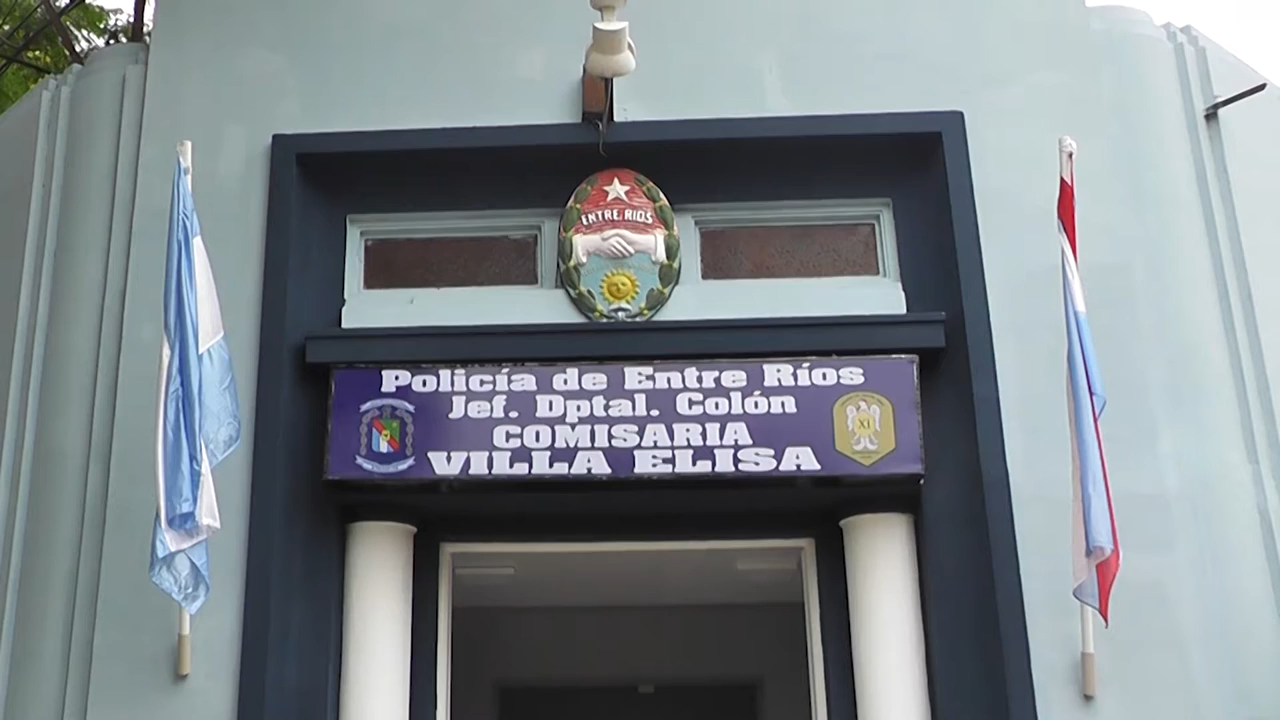 ENTRE RIOS
Policía de Entre Ríos
Jef. Dptal. Colón
COMISARIA
VILLA ELISA
XI